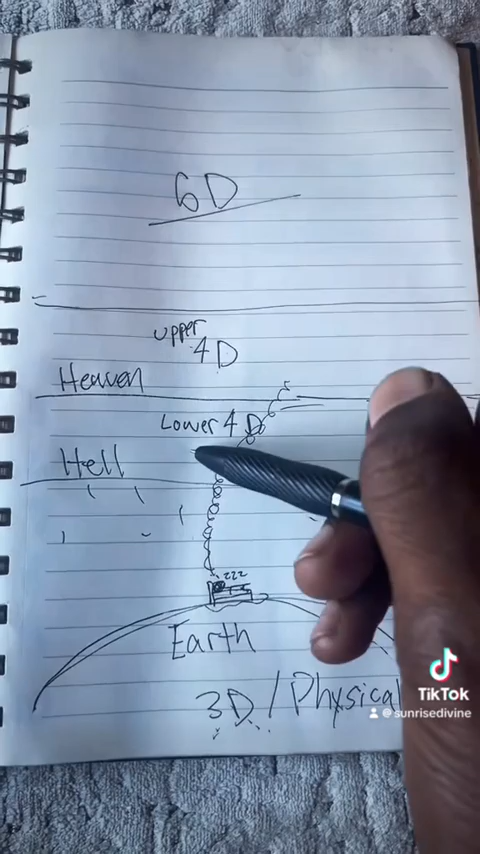 6D
upper
4D
Heaven
Lower 4D
Hell
zzz
Earth
3D / Physical
TikTok
@sunrisedivine